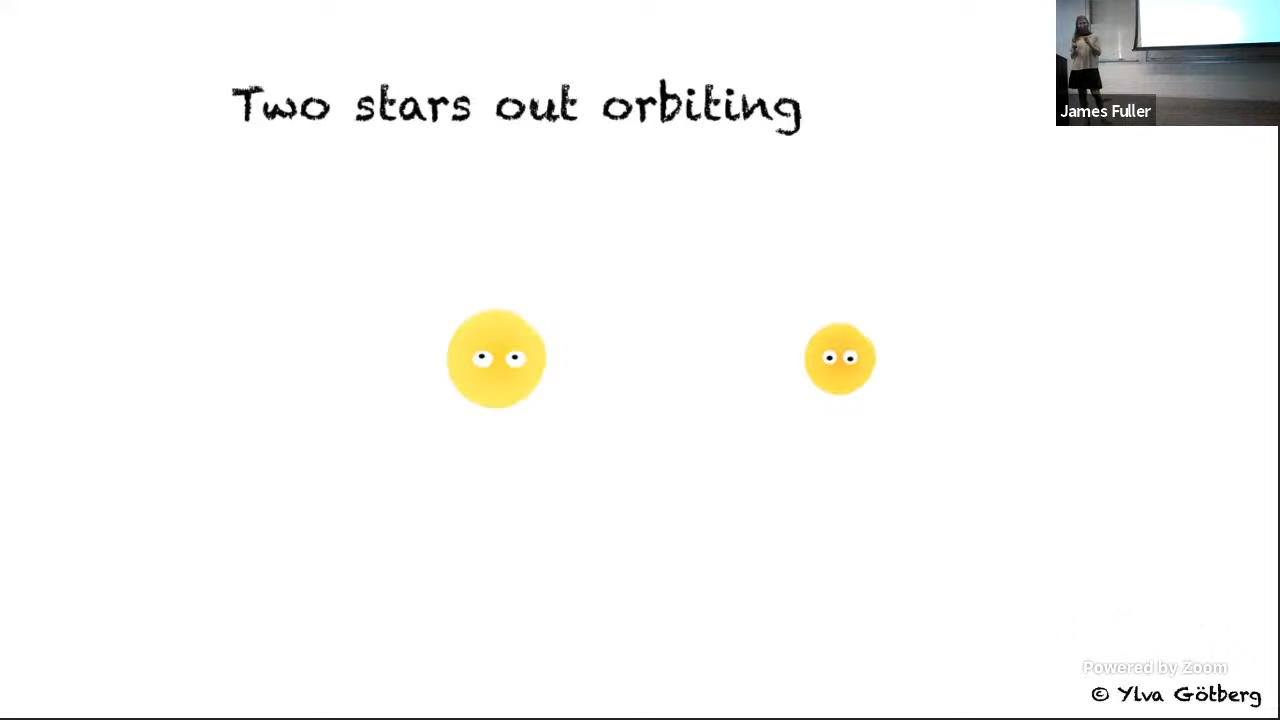 Two stars out orbiting
James Fuller
Powered by Zoom
© Ylva Götberg